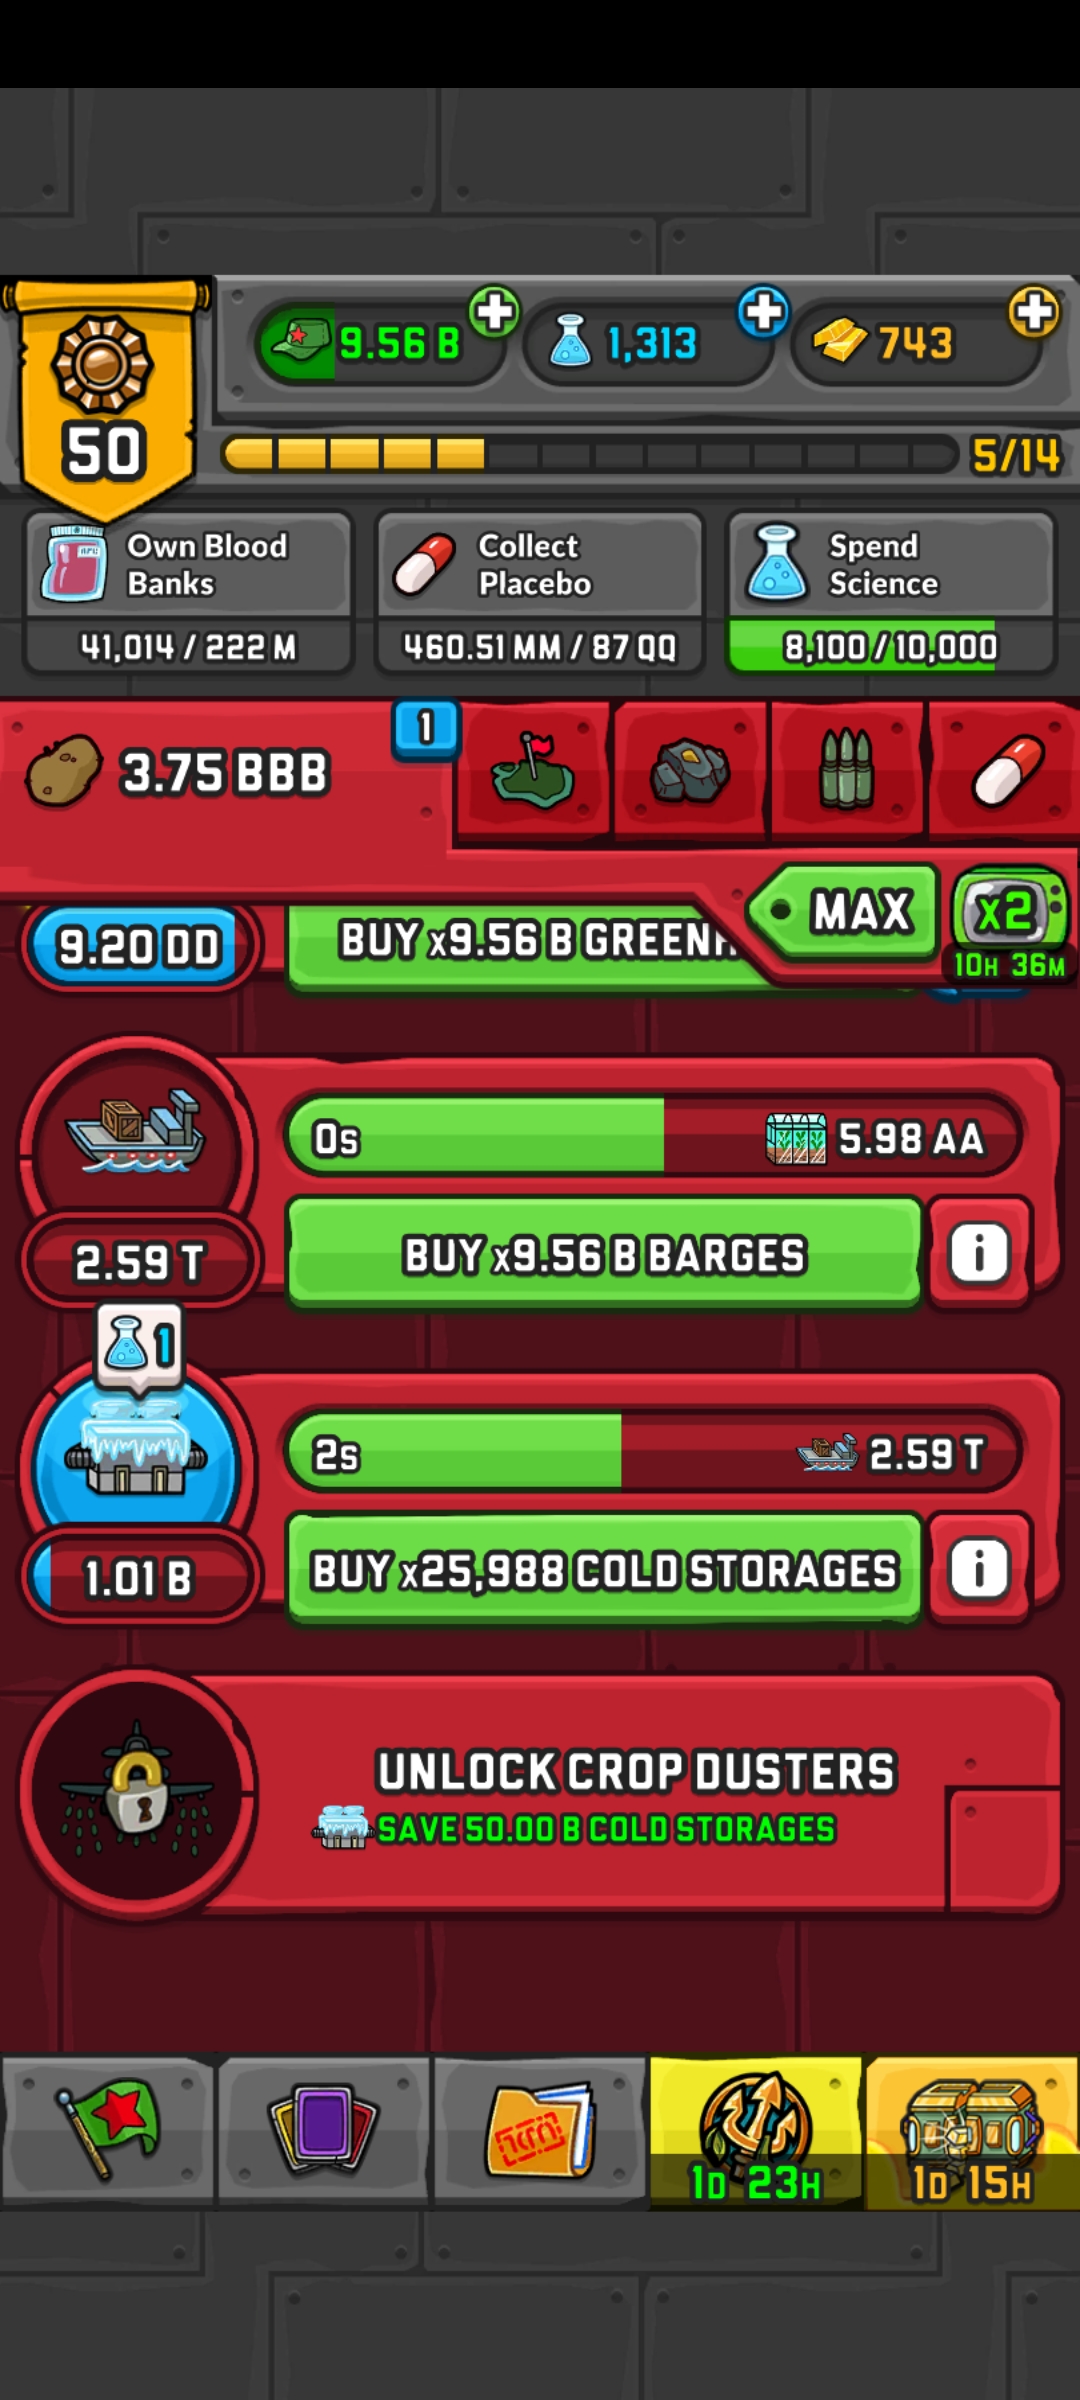 9.56 B
1,313
743
50
5/14
Own Blood
Banks
41,014 / 222 M
Collect
Placebo
460.51 MM / 87 QQ
Spend
Science
8,100 / 10,000
3.75 BBB
1
MAX
x2
10H 36M
9.20 DD
BUY x9.56 B GREENH
0s
5.98 AA
2.59 T
BUY x9.56 B BARGES
i
1
2s
2.59 T
1.01 B
BUY x25,988 COLD STORAGES
i
UNLOCK CROP DUSTERS
SAVE 50.00 B COLD STORAGES
1D 23H
1D 15H